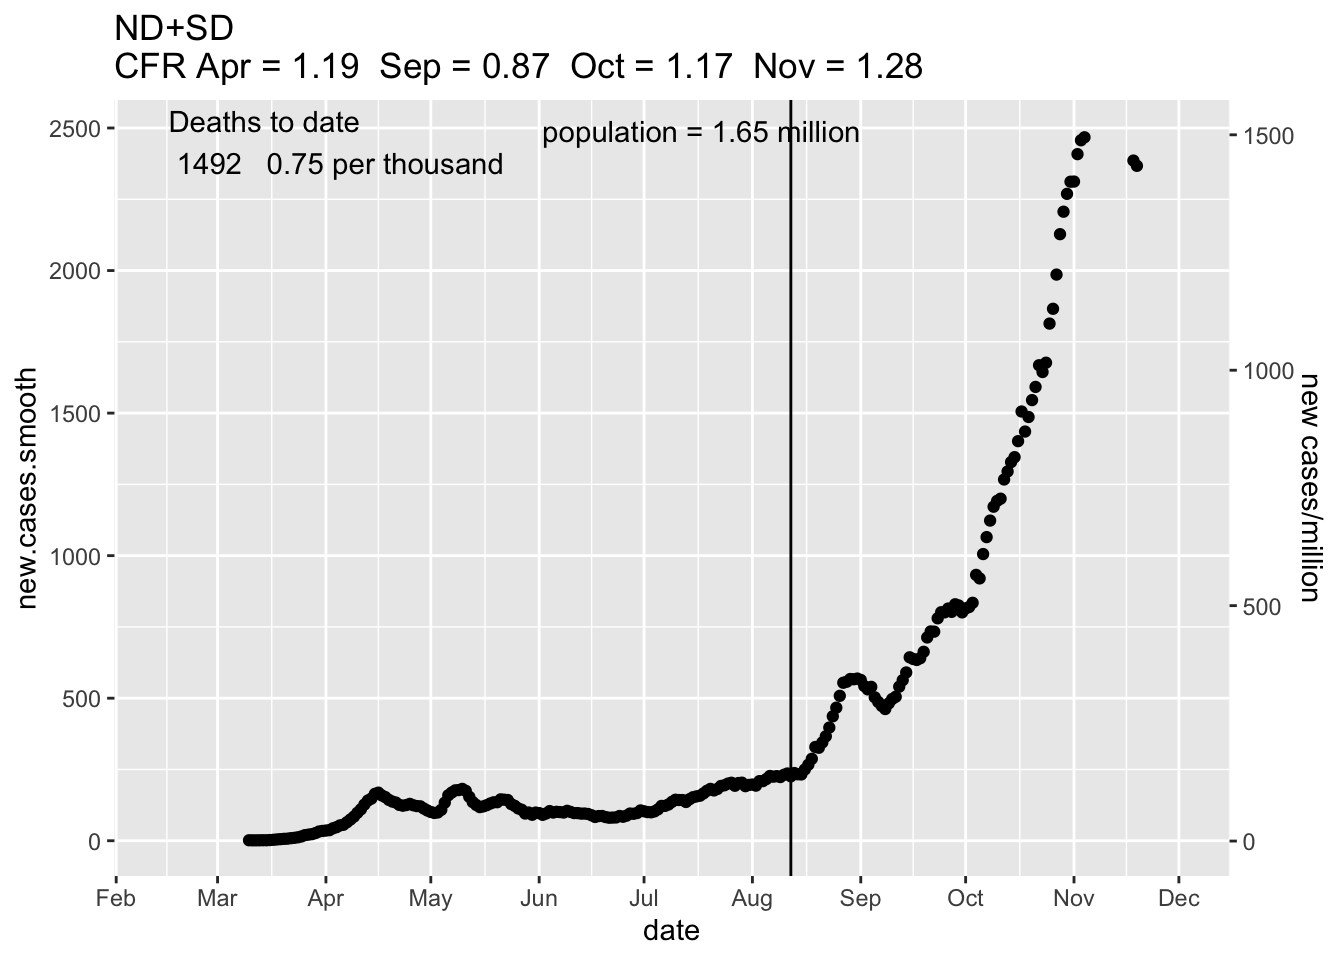 ND+SD
CFR Apr = 1.19  Sep = 0.87  Oct = 1.17  Nov = 1.28
Deaths to date
1492   0.75 per thousand
population = 1.65 million
2500
2000
1500
1000
500
0
new.cases.smooth
1500
1000
500
0
new cases/million
Feb Mar Apr May Jun Jul Aug Sep Oct Nov Dec
date